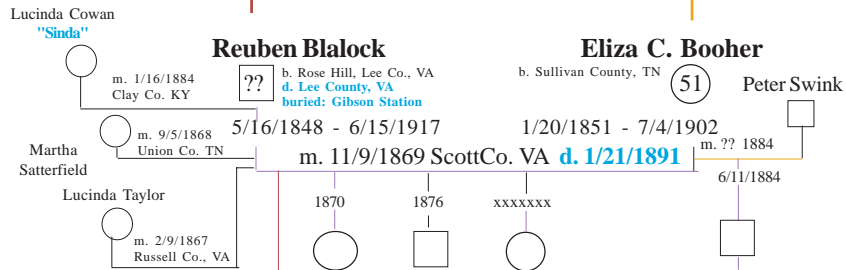 Lucinda Cowan
"Sinda"
Reuben Blalock
Eliza C. Booher
m. 1/16/1884
Clay Co. KY
??
b. Rose Hill, Lee Co., VA
d. Lee County, VA
buried: Gibson Station
b. Sullivan County, TN
51
Peter Swink
5/16/1848 - 6/15/1917
1/20/1851 - 7/4/1902
m. 9/5/1868
Union Co. TN
Martha
Satterfield
m. 11/9/1869 ScottCo. VA d. 1/21/1891
m. ?? 1884
6/11/1884
Lucinda Taylor
1870
1876
xxxxxxx
m. 2/9/1867
Russell Co., VA